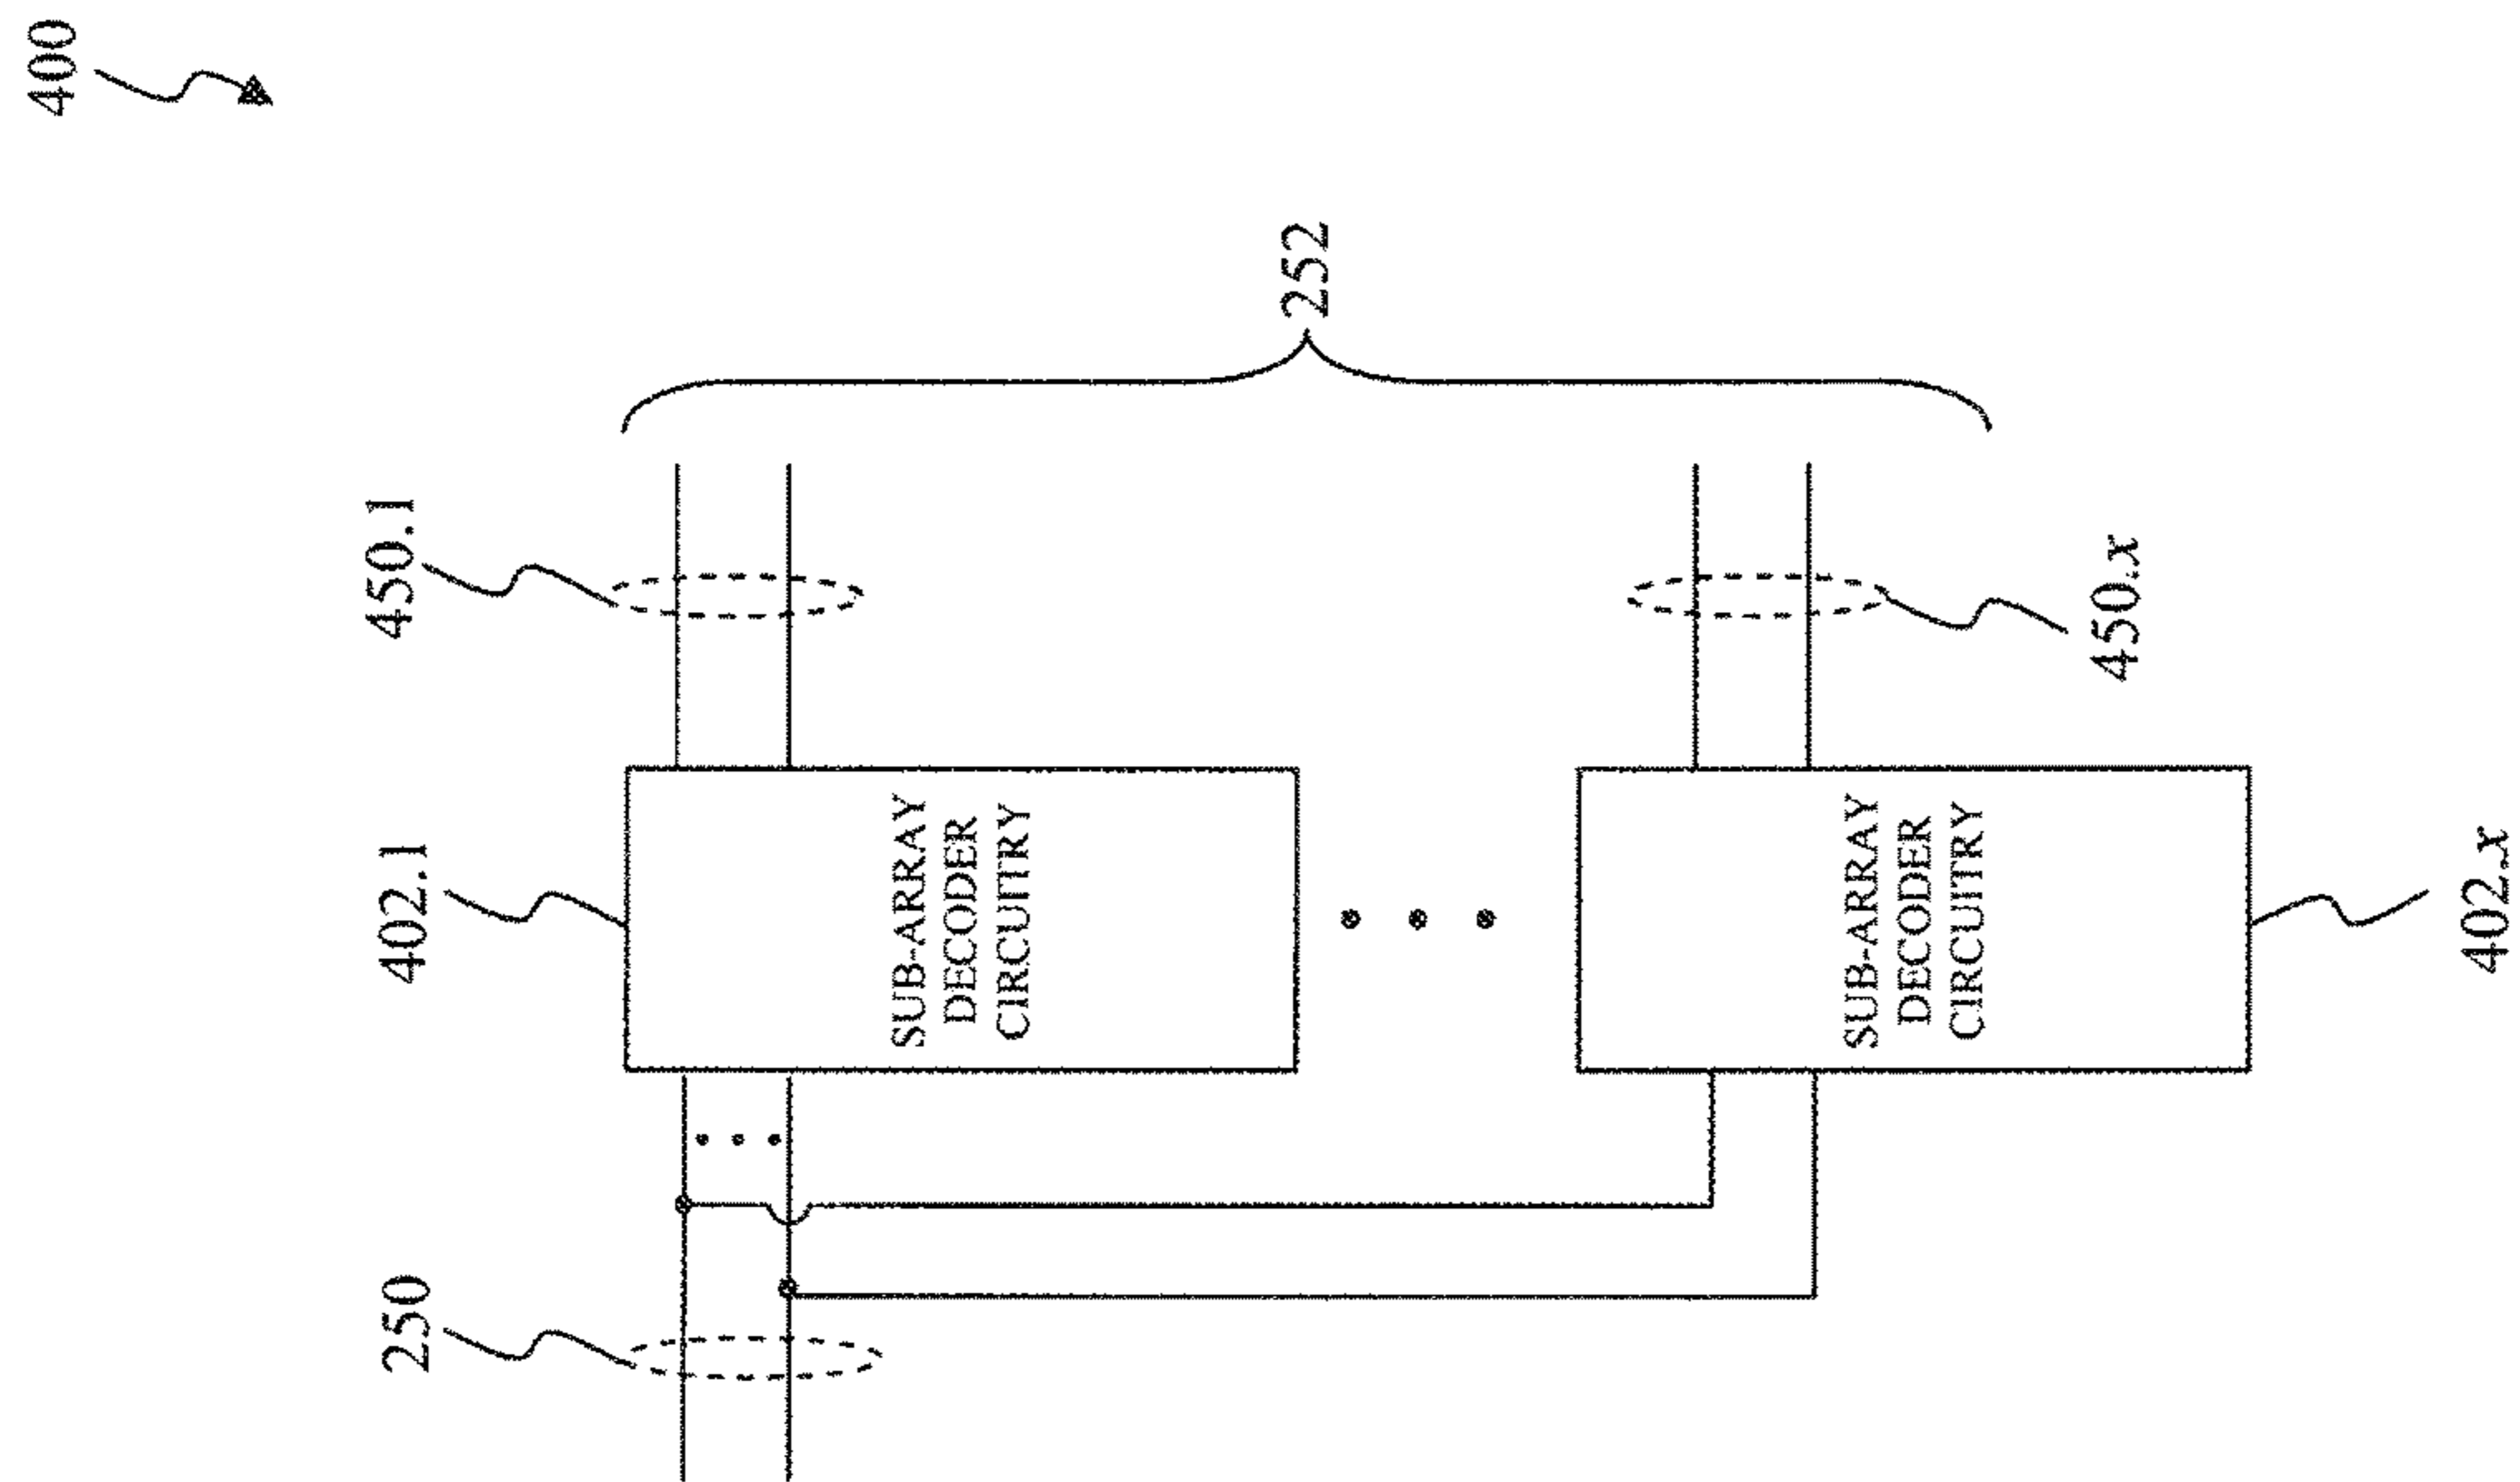 400
252
450.1
450.x
402.1
SUB-ARRAY
DECODER
CIRCUITRY
SUB-ARRAY
DECODER
CIRCUITRY
402.x
250